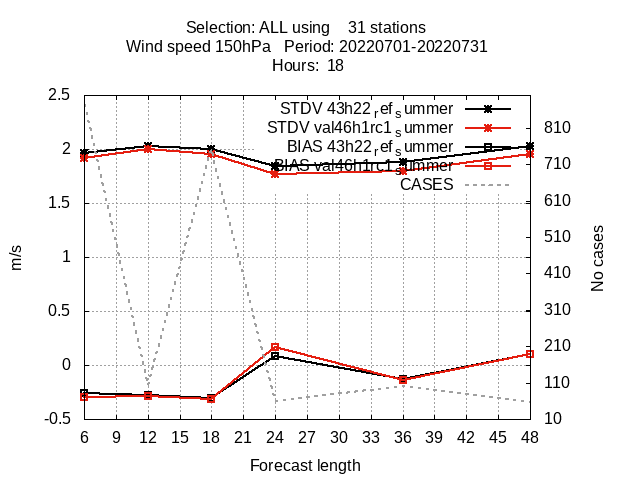 Selection: ALL using    31 stations
Wind speed 150hPa   Period: 20220701-20220731
Hours:  18
2.5
2
1.5
1
0.5
0
-0.5
m/s
STDV 43h22_ref_summer
STDV val46h1rc1_summer
BIAS 43h22_ref_summer
BIAS val46h1rc1_summer
CASES
810
710
610
510
410
310
210
110
10
No cases
6 9 12 15 18 21 24 27 30 33 36 39 42 45 48
Forecast length